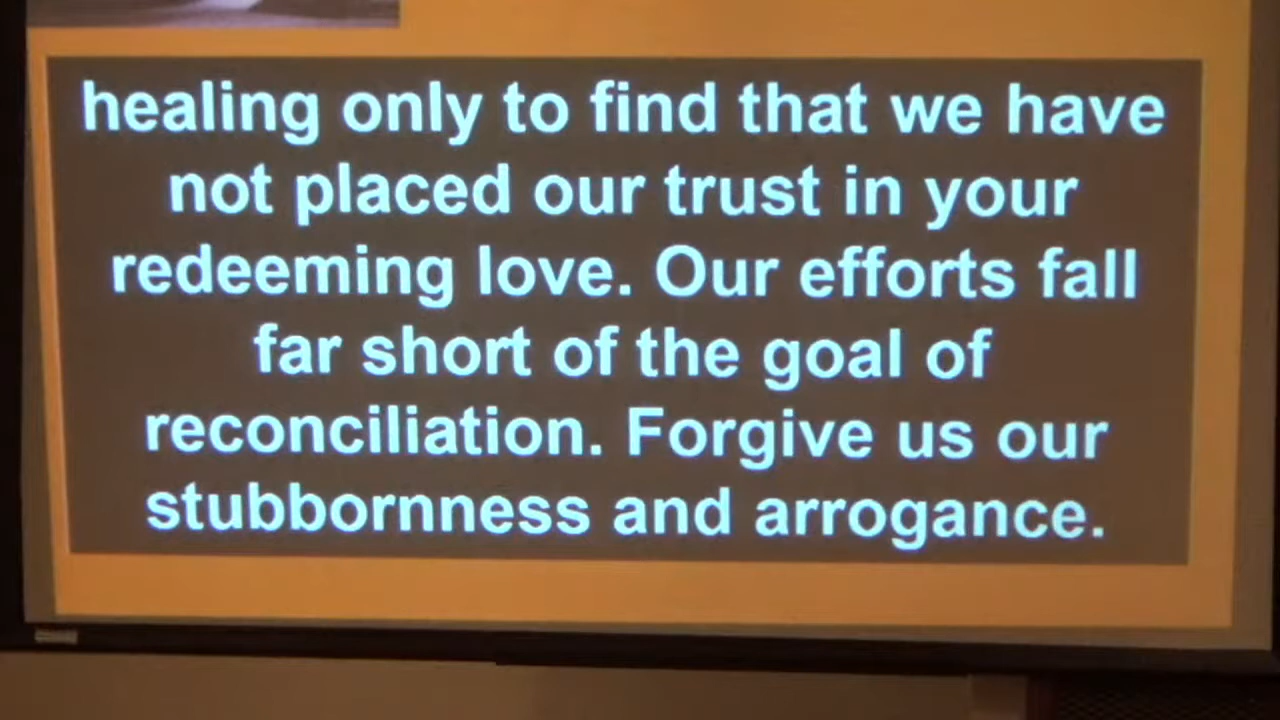 healing only to find that we have
not placed our trust in your
redeeming love. Our efforts fall
far short of the goal of
reconciliation. Forgive us our
stubbornness and arrogance.